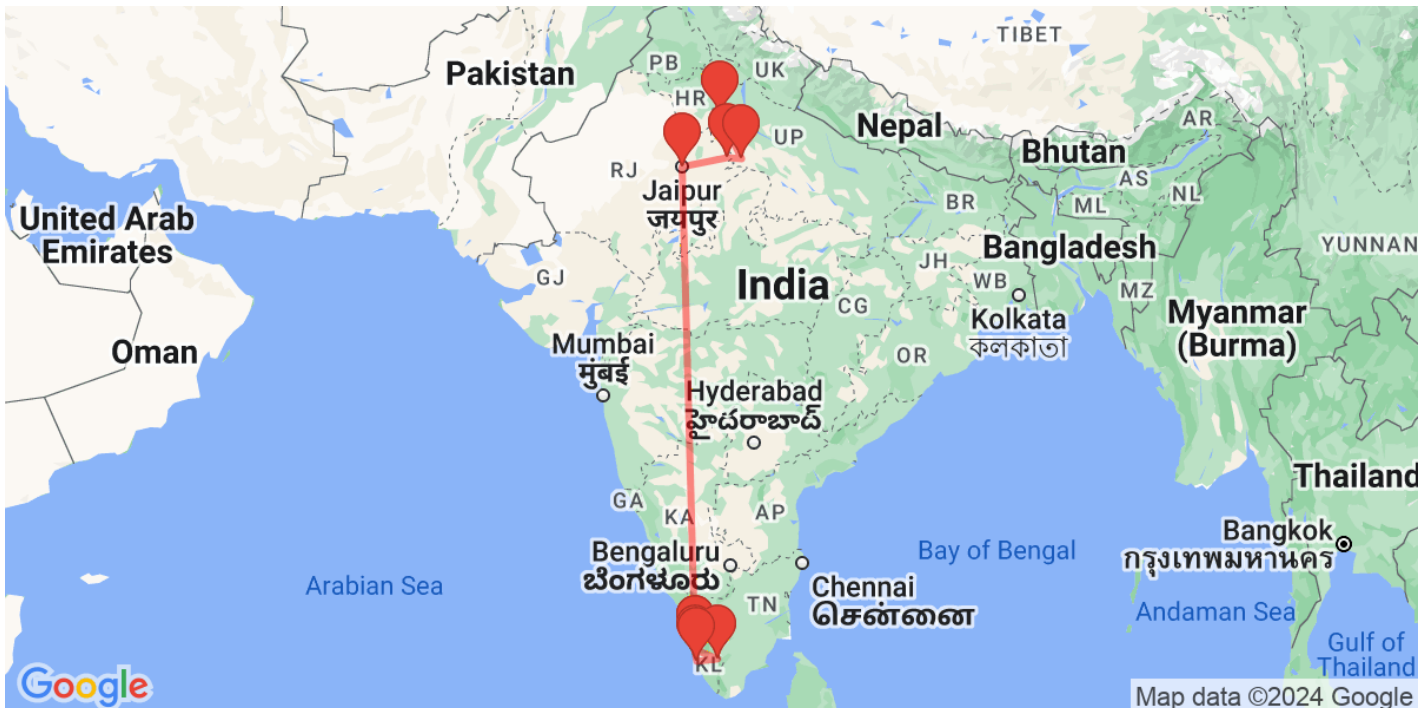 TIBET
PB
UK
Pakistan
HR
AR
Nepal
UP
Bhutan
RJ
AS
NL
Jaipur
जयपुर
ML
BR
United Arab
Emirates
Bangladesh
YUNNAN
GJ
JH
WB
India
MZ
CG
Kolkata
কলকাতা
Myanmar
(Burma)
Oman
Mumbai
मुंबई
OR
Hyderabad
హైదరాబాద్
Thailand
GA
KA
AP
Bangkok
กรุงเทพมหานคร
Bengaluru
ಬೆಂಗಳೂರು
Bay of Bengal
Arabian Sea
Chennai
சென்னை
TN
Andaman Sea
Gulf of
Thailand
KL
Google
Map data ©2024 Google